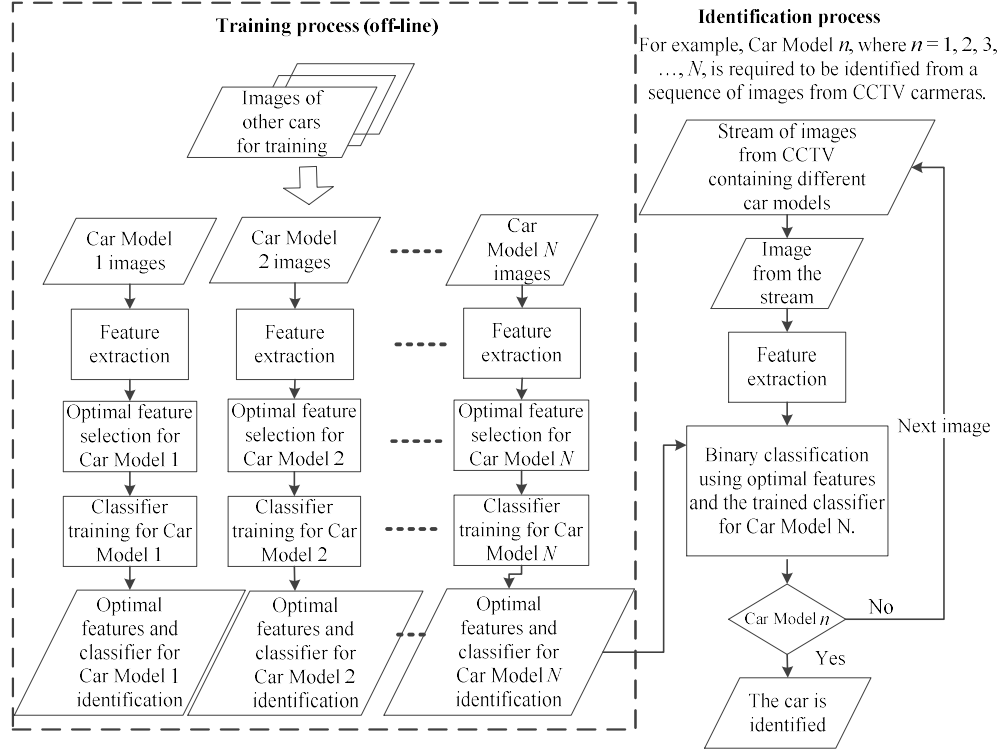 Training process (off-line)
Images of
other cars
for training
Car Model
1 images
Car Model
2 images
Car
Model N
images
Feature
extraction
Feature
extraction
Feature
extraction
Optimal feature
selection for
Car Model 1
Optimal feature
selection for
Car Model 2
Optimal feature
selection for
Car Model N
Classifier
training for Car
Model 1
Classifier
training for Car
Model 2
Classifier
training for Car
Model N
Optimal
features and
classifier for
Car Model 1
identification
Optimal
features and
classifier for
Car Model 2
identification
Optimal
features and
classifier for
Car Model N
identification
Identification process
For example, Car Model n, where n = 1, 2, 3,
…, N, is required to be identified from a
sequence of images from CCTV carmeras.
Stream of images
from CCTV
containing different
car models
Image
from the
stream
Feature
extraction
Next image
Binary classification
using optimal features
and the trained classifier
for Car Model N.
Car Model n
No
Yes
The car is
identified